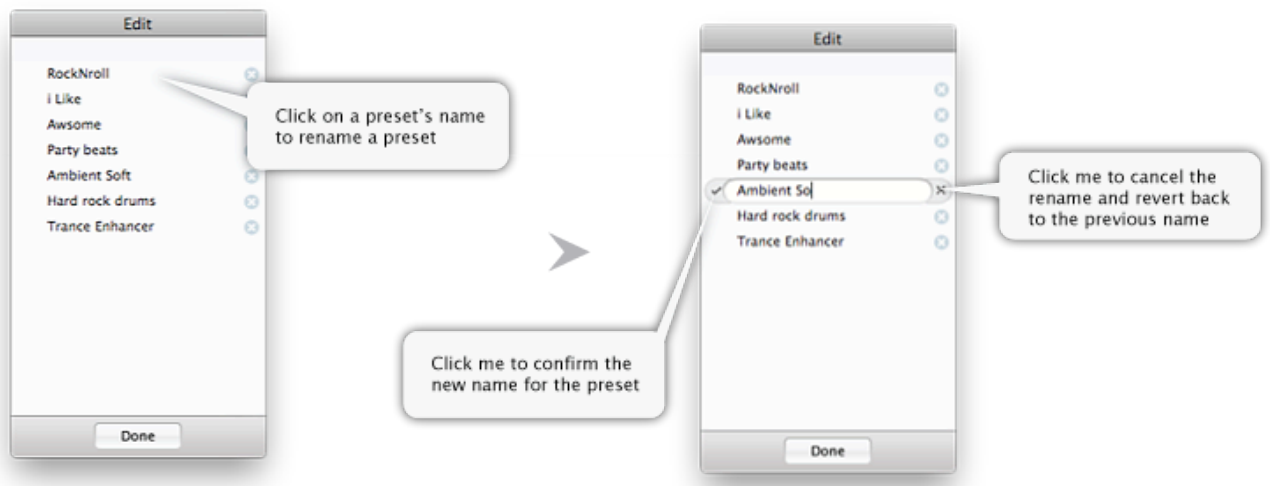 Edit
RockNroll
i Like
Awsome
Party beats
Ambient Soft
Hard rock drums
Trance Enhancer
Done
Click on a preset's name
to rename a preset
Edit
RockNroll
i Like
Awsome
Party beats
Ambient So
Hard rock drums
Trance Enhancer
Done
Click me to cancel the
rename and revert back
to the previous name
Click me to confirm the
new name for the preset